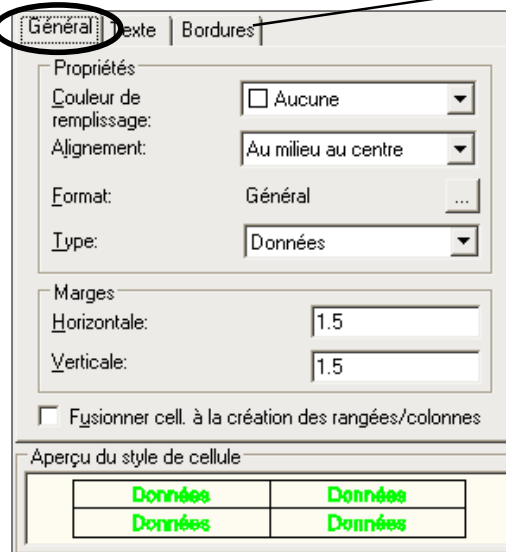 Général Texte Bordures
Propriétés
Couleur de remplissage:
Aucune
Alignement:
Au milieu au centre
Format:
Général
...
Type:
Données
Marges
Horizontale:
1.5
Verticale:
1.5
Fusionner cell. à la création des rangées/colonnes
Aperçu du style de cellule
Données Données
Données Données